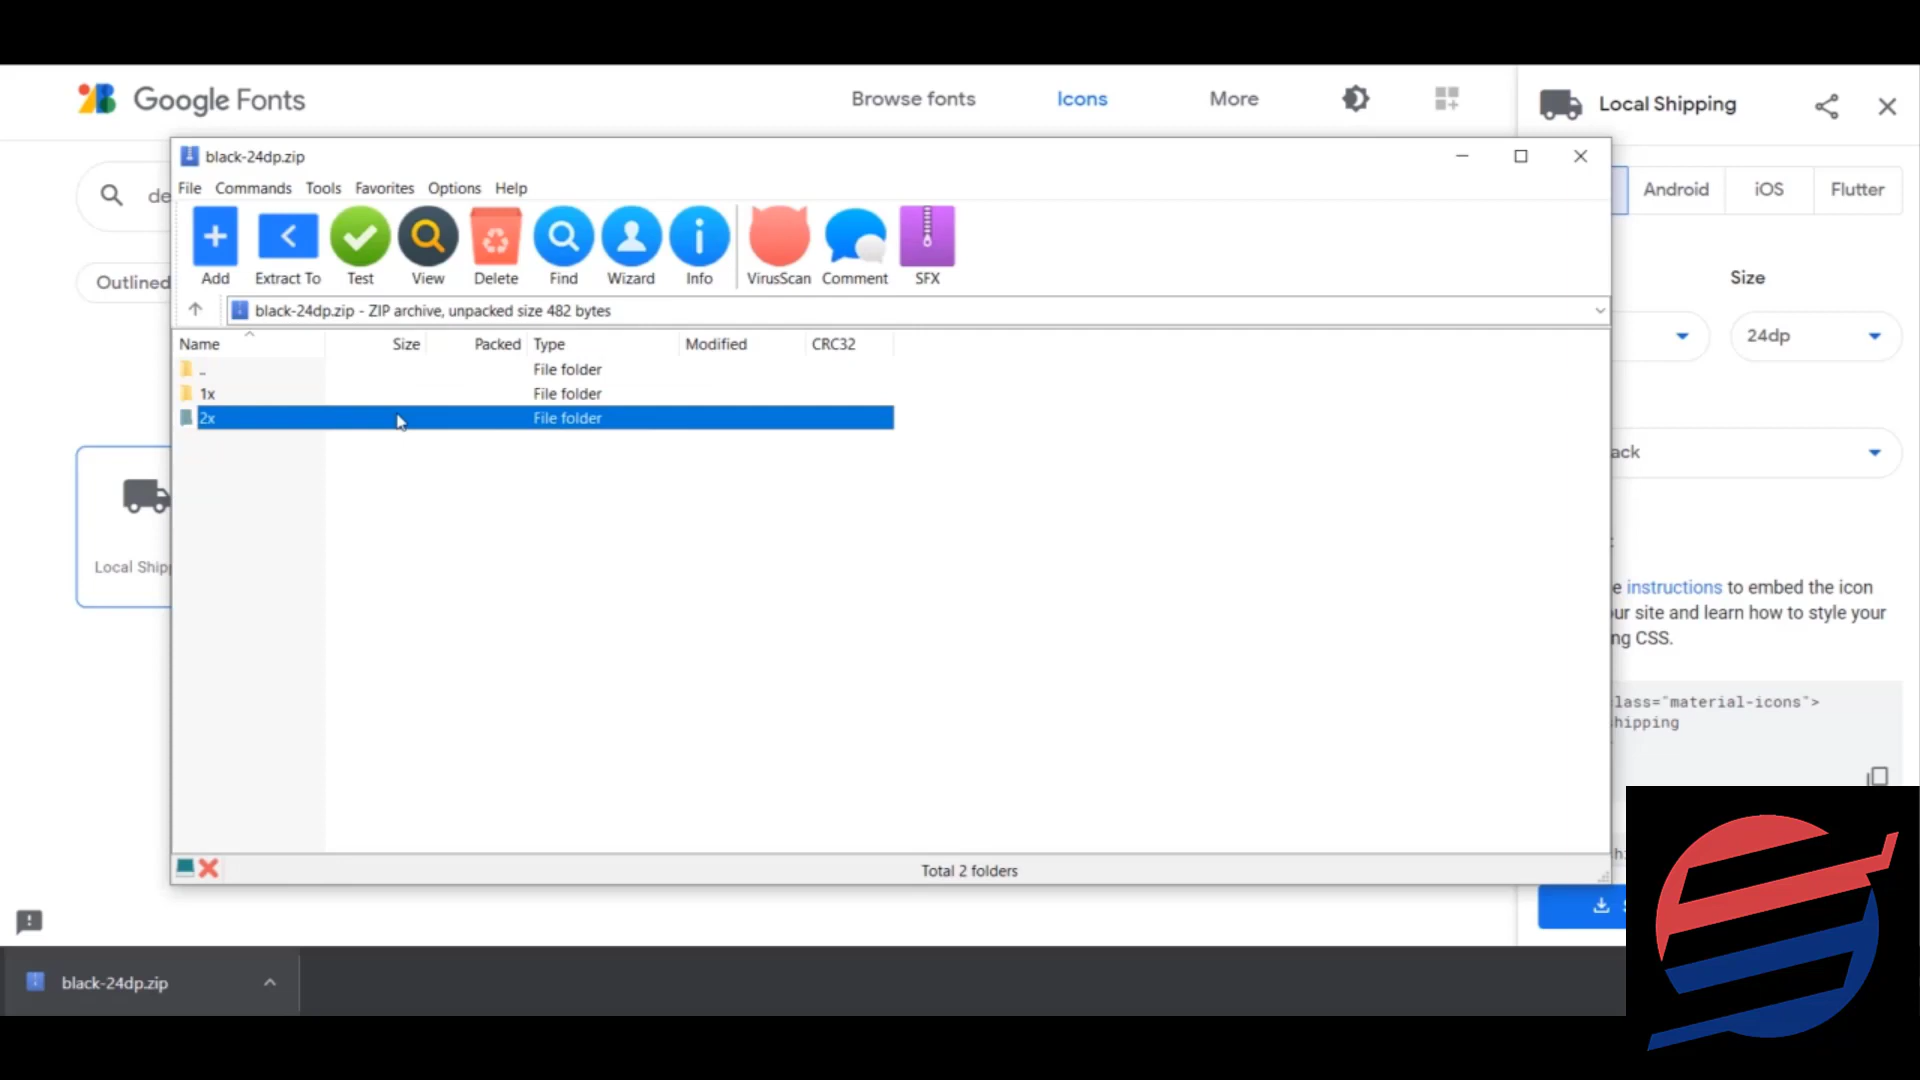 Google Fonts
Browse fonts
Icons
More
Local Shipping
black-24dp.zip
File Commands Tools Favorites Options Help
Add
Extract To
Test
View
Delete
Find
Wizard
Info
VirusScan
Comment
SFX
black-24dp.zip - ZIP archive, unpacked size 482 bytes
Name Size Packed Type Modified CRC32
.. File folder
1x File folder
2x File folder
Total 2 folders
de
Outlined
Local Ship
Android
iOS
Flutter
Size
24dp
ack
e instructions to embed the icon
ur site and learn how to style your
ng CSS.
lass="material-icons">
hipping
black-24dp.zip